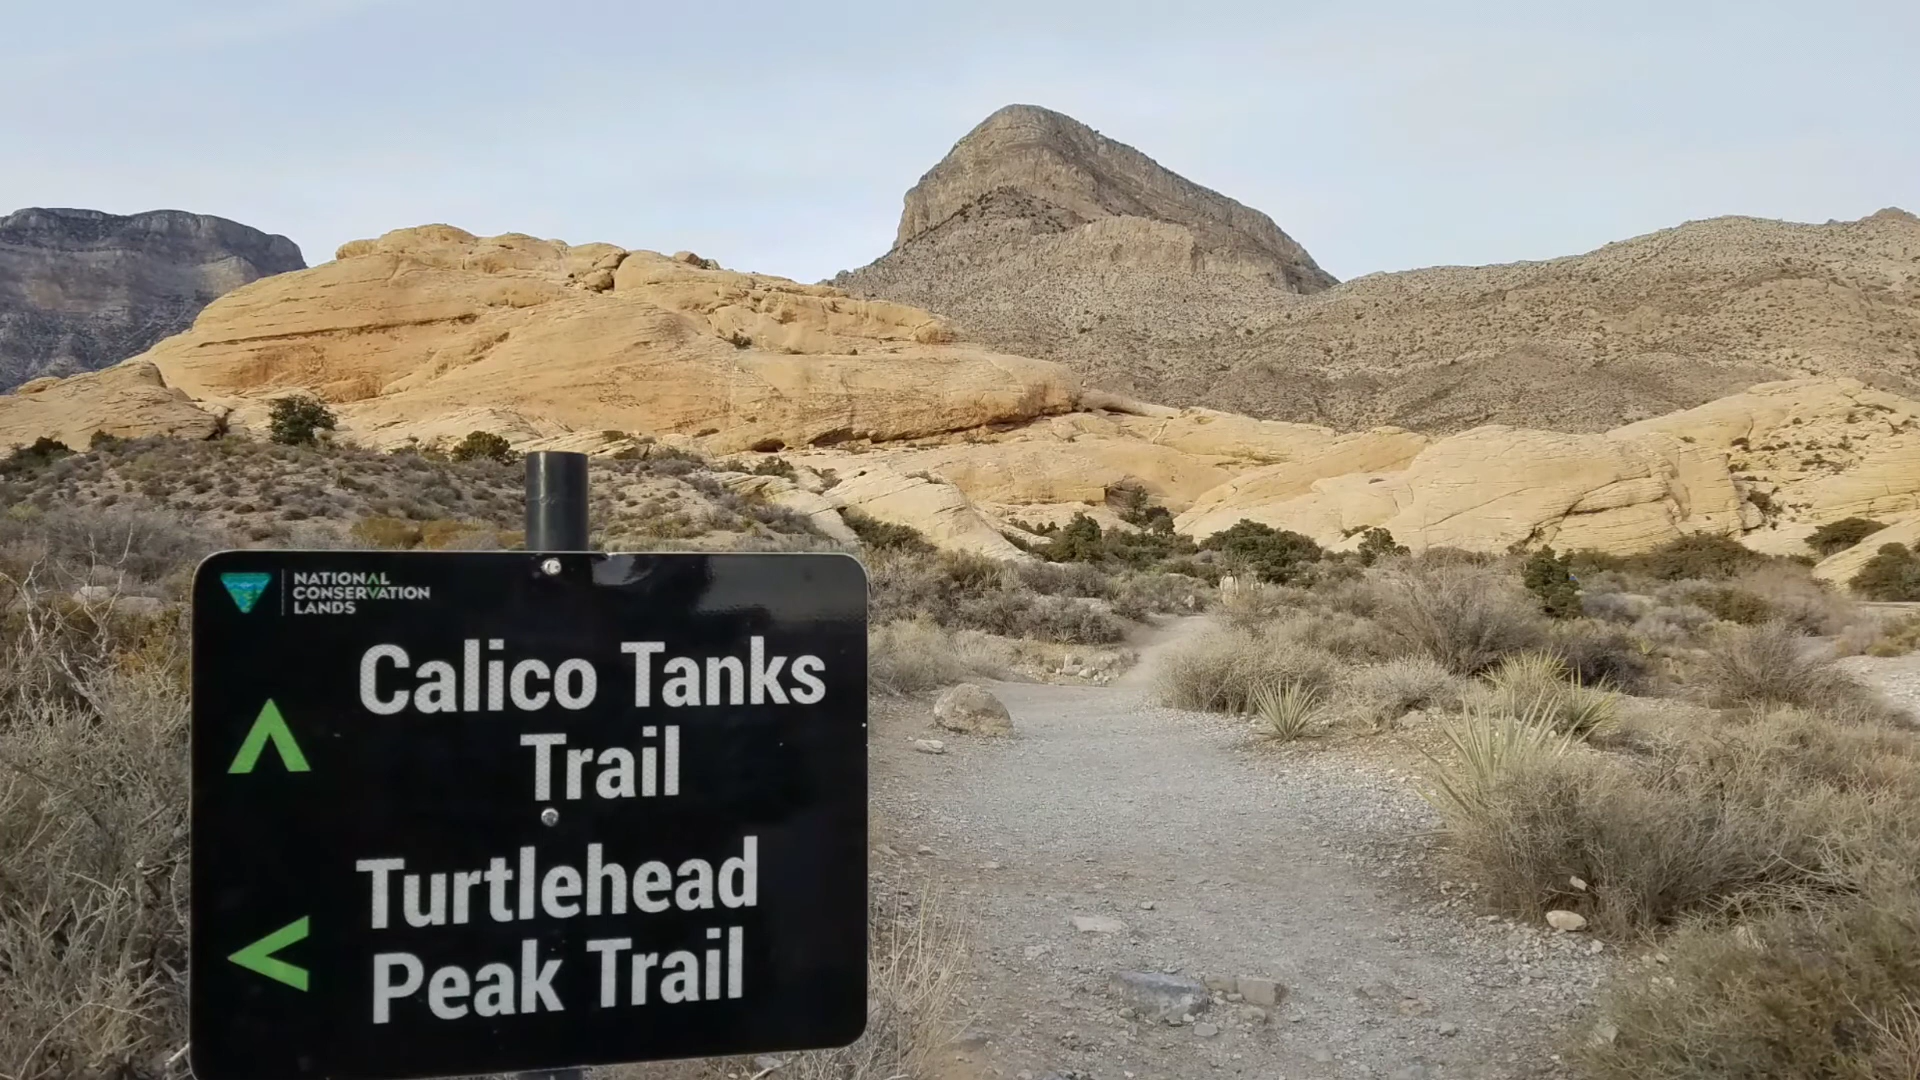 NATIONAL
CONSERVATION
LANDS
Calico Tanks
Trail
Turtlehead
Peak Trail